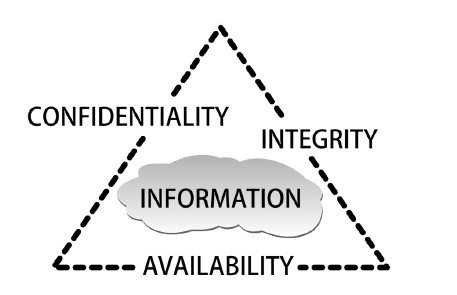 CONFIDENTIALITY
INTEGRITY
INFORMATION
AVAILABILITY